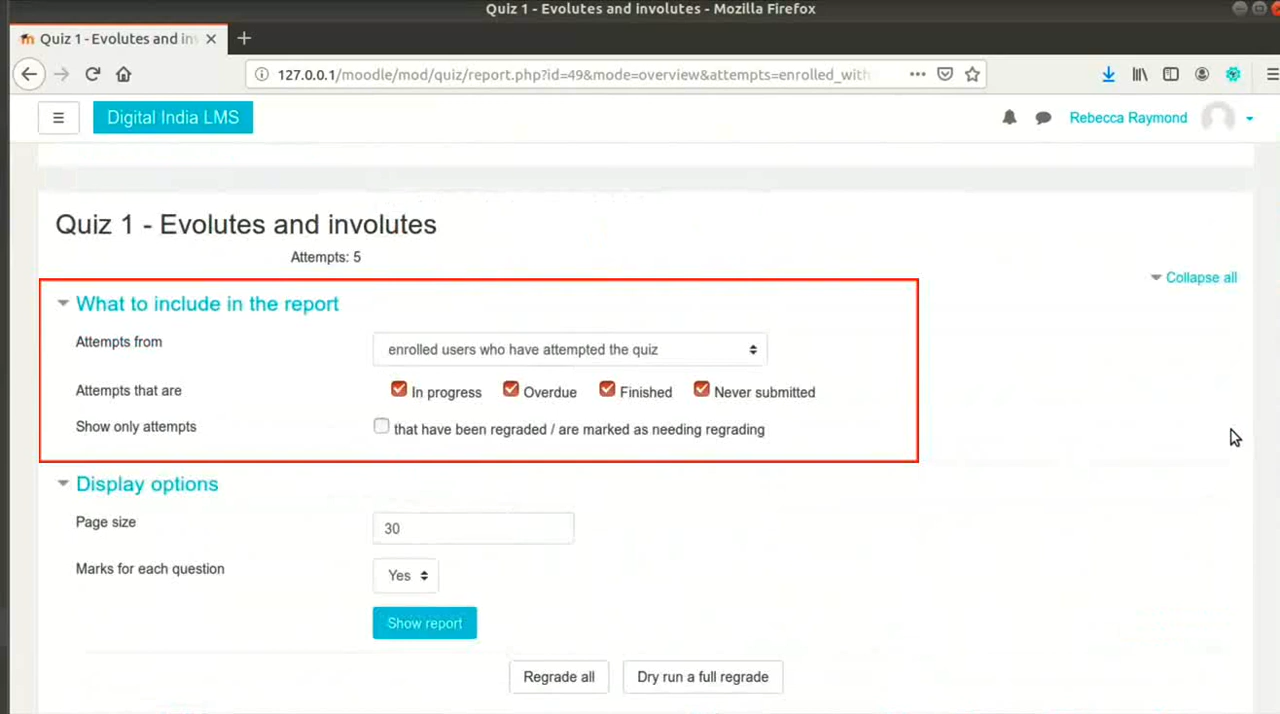 Quiz 1 - Evolutes and involutes - Mozilla Firefox
Quiz 1 - Evolutes and in
127.0.0.1/moodle/mod/quiz/report.php?id=49&mode=overview&attempts=enrolled_with
Digital India LMS
Rebecca Raymond
Quiz 1 - Evolutes and involutes
Attempts: 5
Collapse all
What to include in the report
Attempts from enrolled users who have attempted the quiz
Attempts that are In progress Overdue Finished Never submitted
Show only attempts that have been regraded / are marked as needing regrading
Display options
Page size 30
Marks for each question Yes
Show report
Regrade all Dry run a full regrade